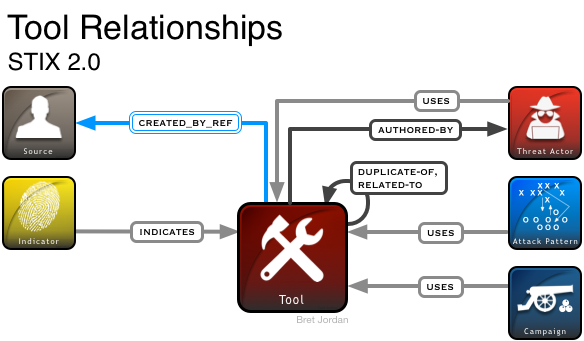 Tool Relationships
STIX 2.0
USES
CREATED_BY_REF
AUTHORED-BY
Source
Threat Actor
DUPLICATE-OF,
RELATED-TO
X X X
X X X X
O O
O O O
INDICATES
USES
Indicator
Attack Pattern
USES
Tool
Bret Jordan
Campaign